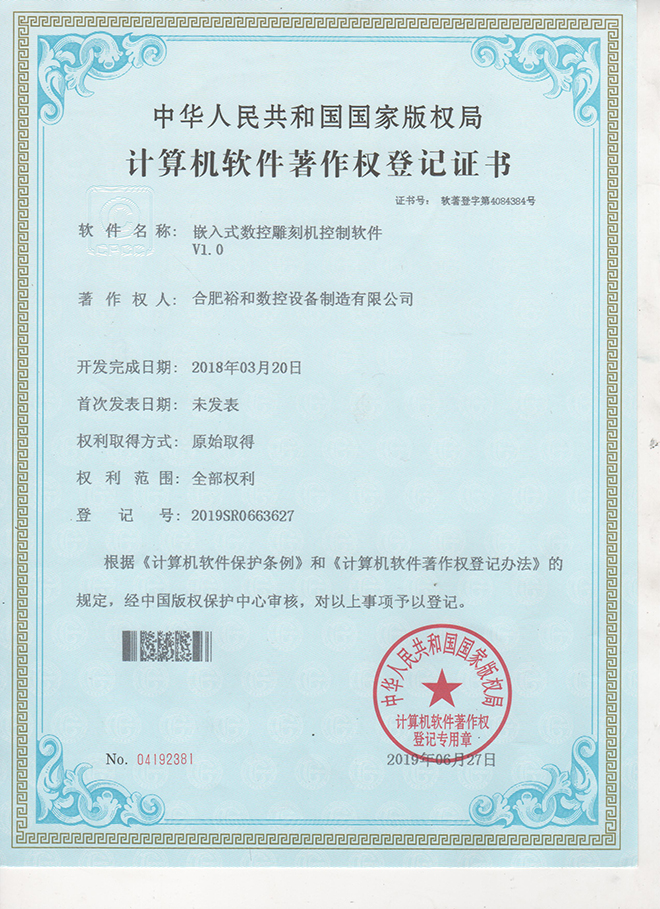 中华人民共和国国家版权局
计算机软件著作权登记证书
证书号： 软著登字第4084384号
CPCC
软件名称： 嵌入式数控雕刻机控制软件
V1.0
著作权人： 合肥裕和数控设备制造有限公司
开发完成日期： 2018年03月20日
首次发表日期： 未发表
权利取得方式： 原始取得
权利范围： 全部权利
登记号： 2019SR0663627
根据《计算机软件保护条例》和《计算机软件著作权登记办法》的
规定，经中国版权保护中心审核，对以上事项予以登记。
中华人民共和国国家版权局
计算机软件著作权
登记专用章
No. 04192381
2019年06月27日